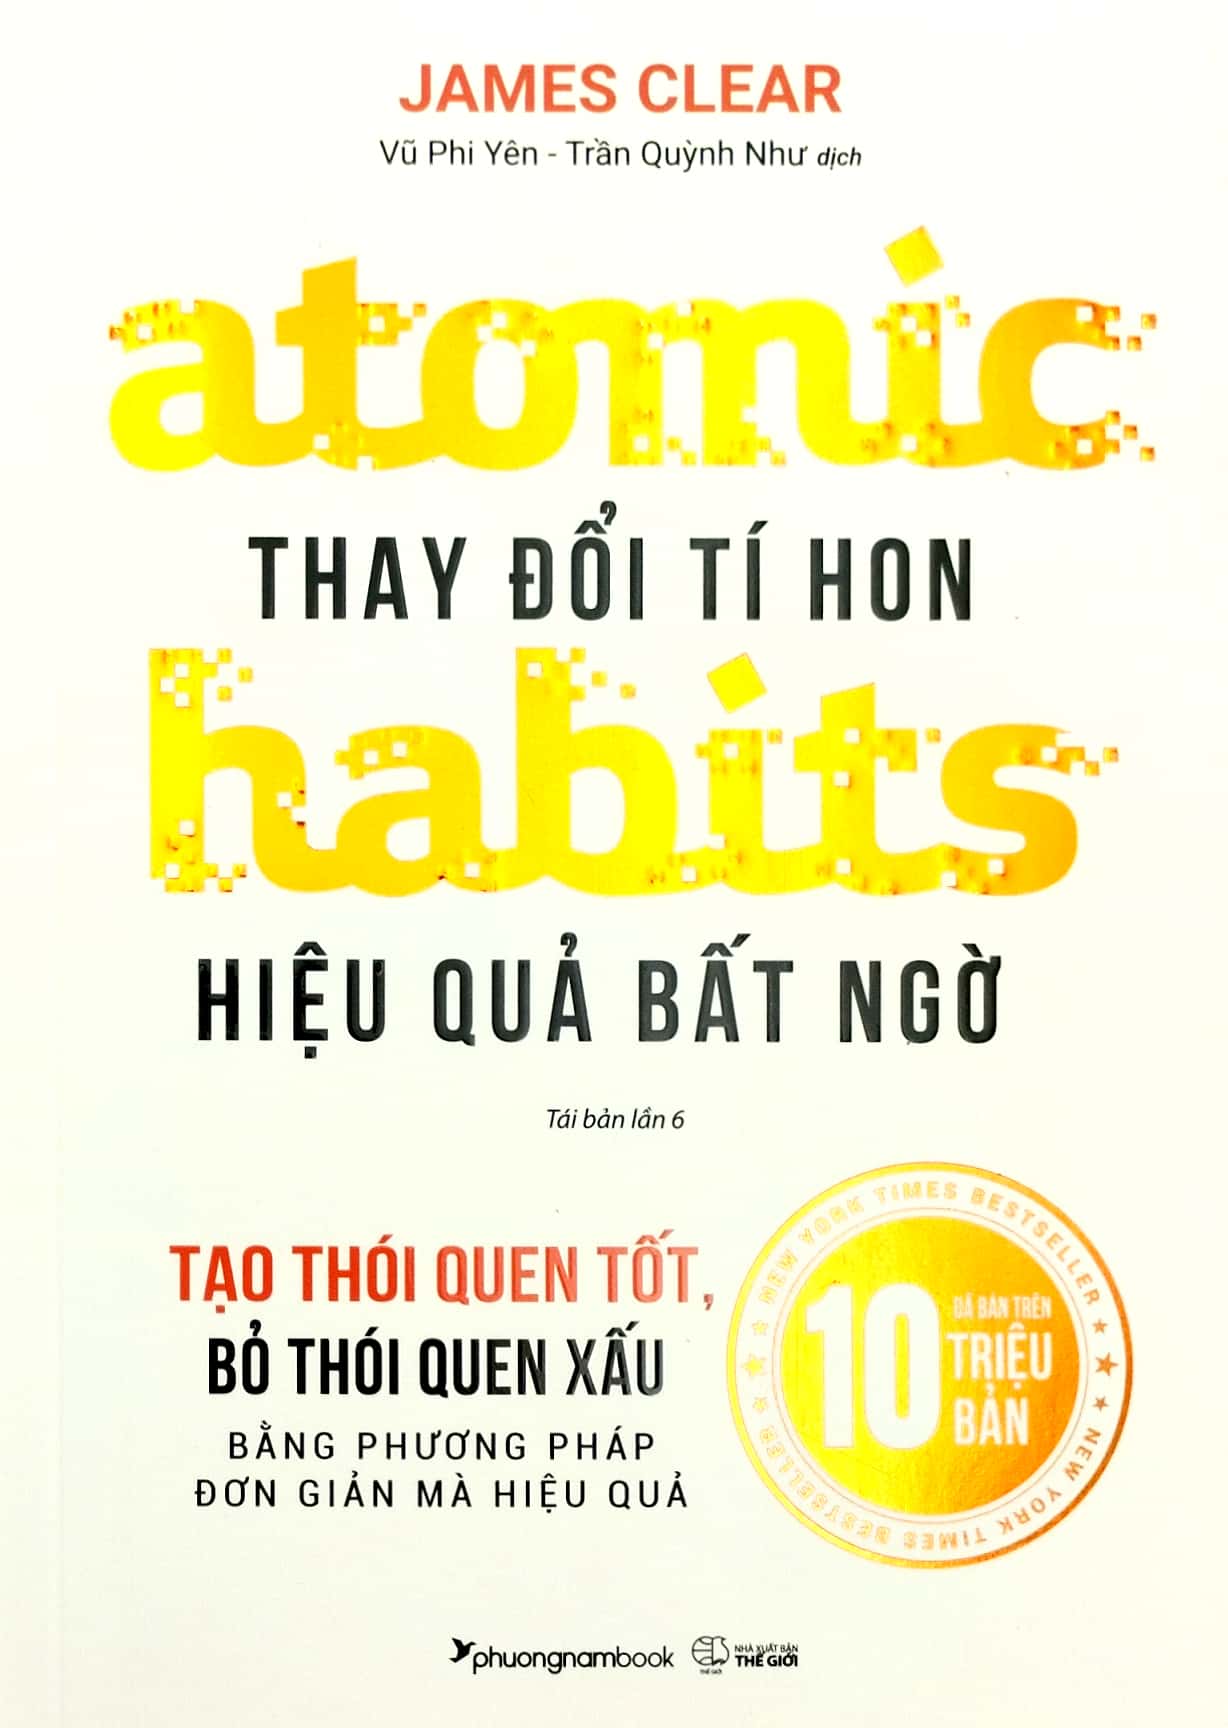 JAMES CLEAR
Vũ Phi Yên - Trần Quỳnh Như dịch
atomic
THAY ĐỔI TÍ HON
habits
HIỆU QUẢ BẤT NGỜ
Tái bản lần 6
TẠO THÓI QUEN TỐT,
BỎ THÓI QUEN XẤU
BẰNG PHƯƠNG PHÁP
ĐƠN GIẢN MÀ HIỆU QUẢ
NEW YORK TIMES BESTSELLER
10
ĐÃ BÁN TRÊN
TRIỆU
BẢN
NEW YORK TIMES BESTSELLER
phuongnambook
NHÀ XUẤT BẢN
THẾ GIỚI
THẾ GIỚI